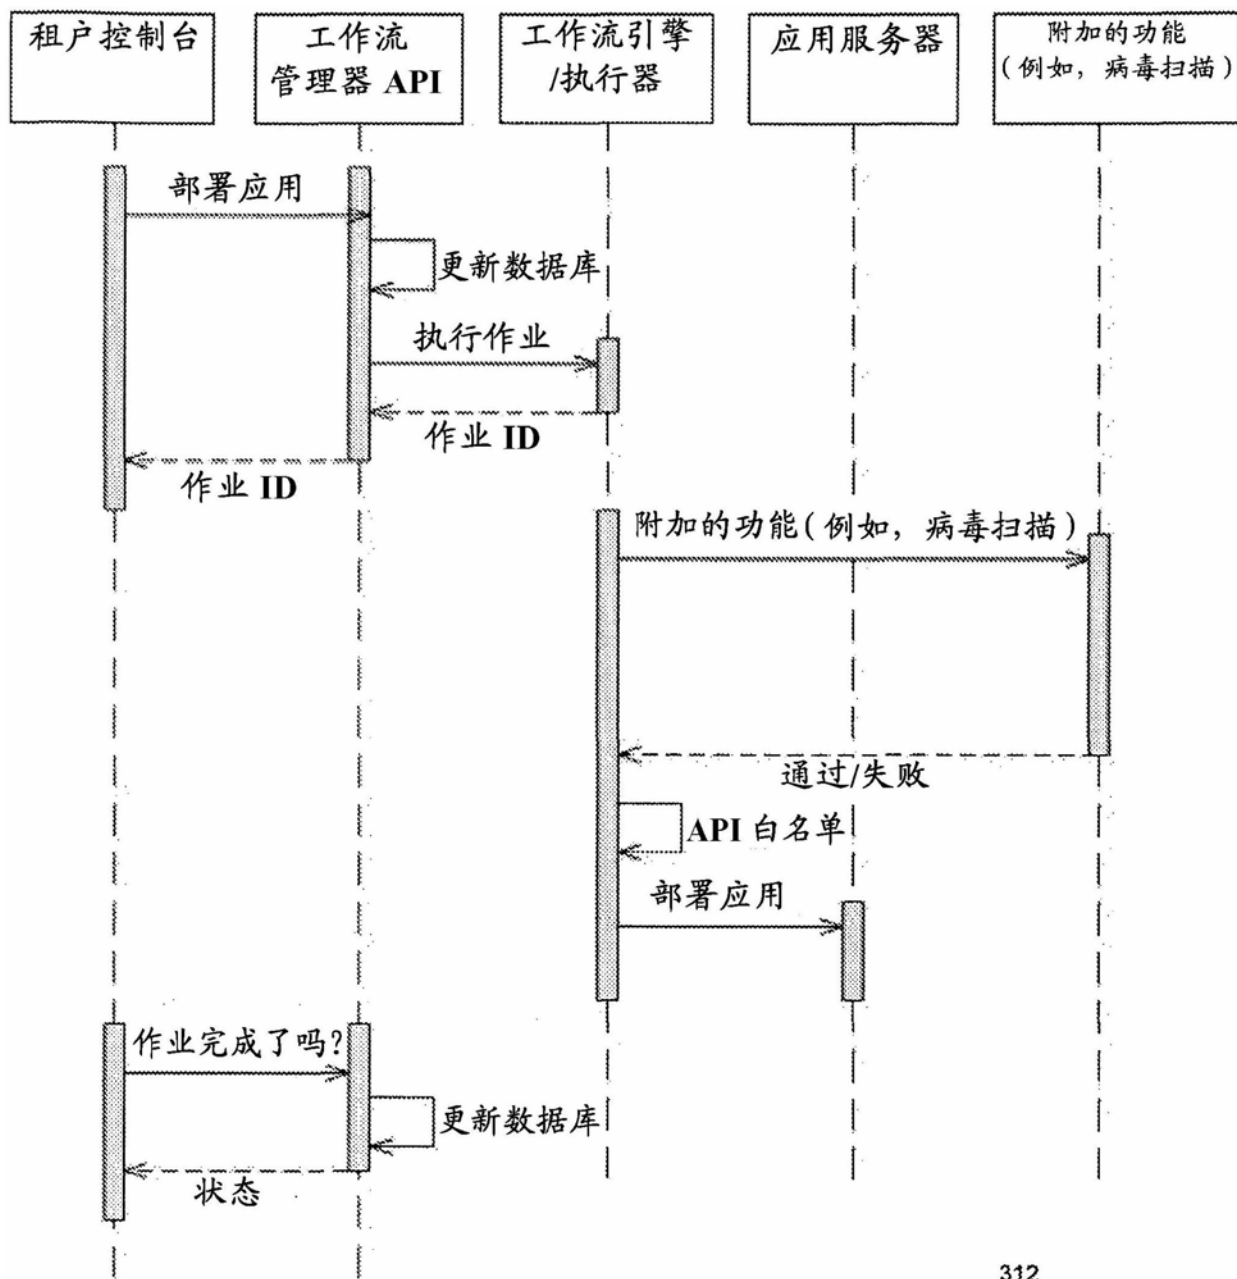 租户控制台
工作流
管理器 API
工作流引擎
/执行器
应用服务器
附加的功能
(例如，病毒扫描)
部署应用
更新数据库
执行作业
作业 ID
作业 ID
附加的功能(例如，病毒扫描)
通过/失败
API 白名单
部署应用
作业完成了吗?
更新数据库
状态
312